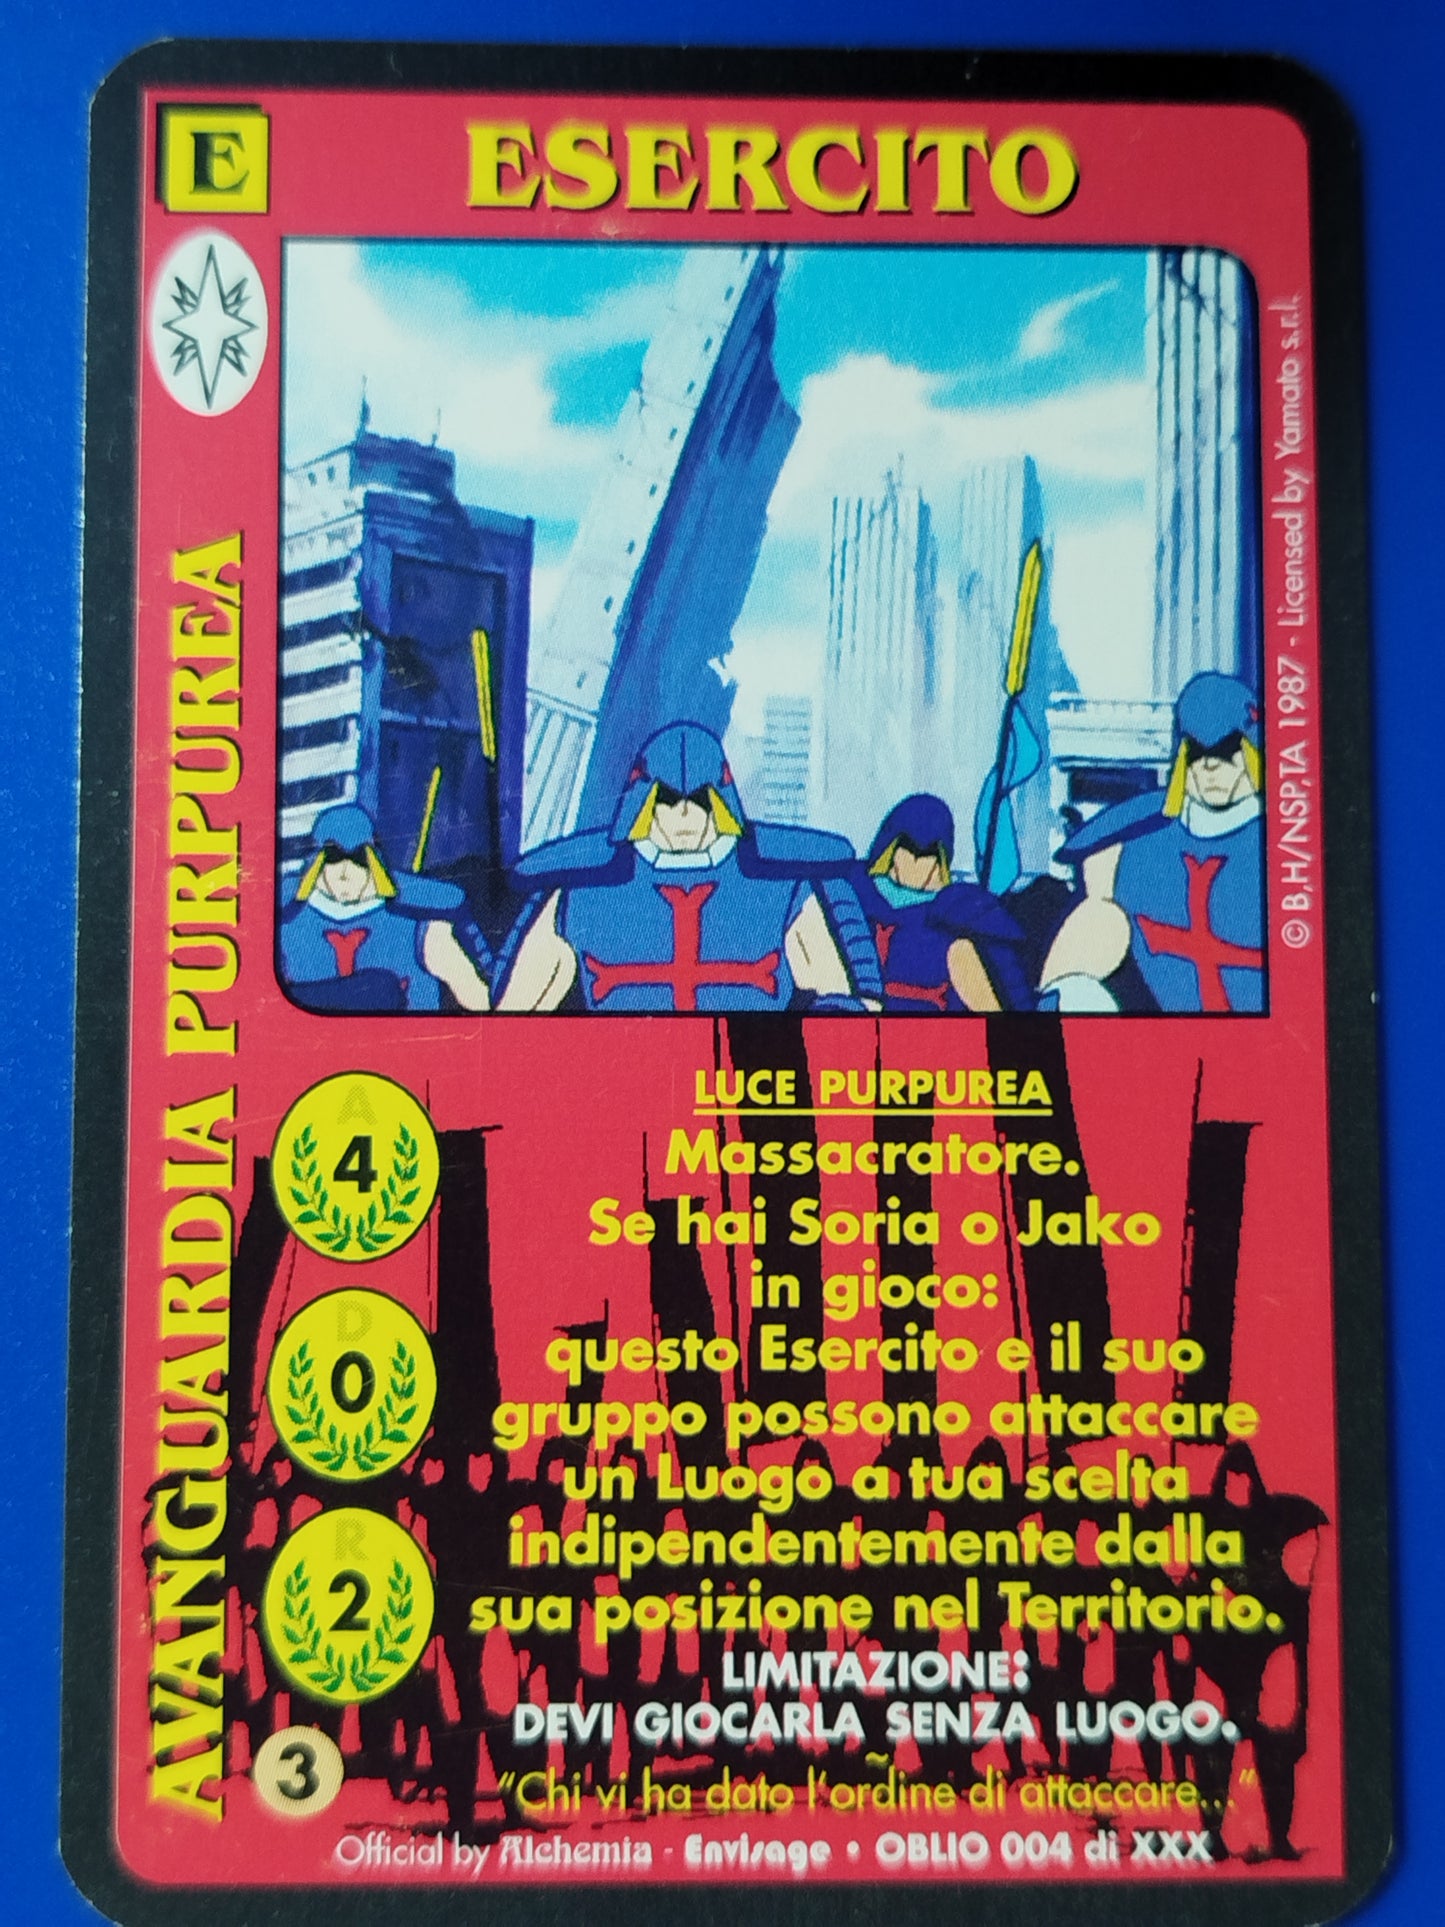 E
ESERCITO
AVANGUARDIA PURPUREA
© B,H/NSP,TA 1987 - Licensed by Yamato s.r.l.
A
4
D
0
R
2
3
LUCE PURPUREA
Massacratore.
Se hai Soria o Jako
in gioco:
questo Esercito e il suo
gruppo possono attaccare
un Luogo a tua scelta
indipendentemente dalla
sua posizione nel Territorio.
LIMITAZIONE:
DEVI GIOCARLA SENZA LUOGO.
~
"Chi vi ha dato l'ordine di attaccare..."
Official by Alchemia - Envisage • OBLIO 004 di XXX